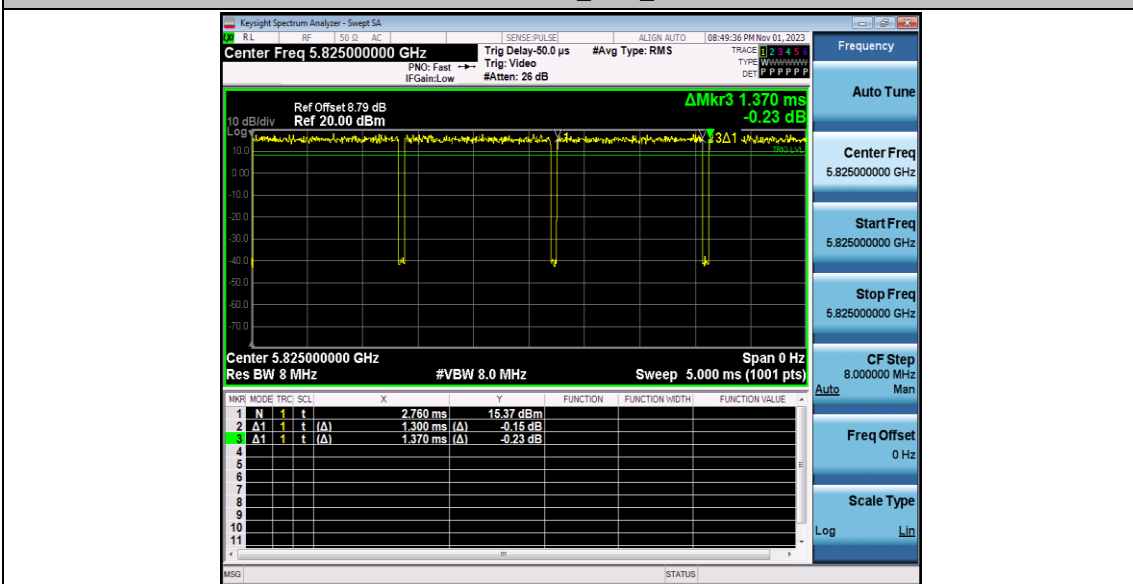 Keysight Spectrum Analyzer - Swept SA
LXI RL RF 50 Ω AC SENSE:PULSE ALIGN AUTO 08:49:36 PM Nov 01, 2023
Center Freq 5.825000000 GHz Trig Delay-50.0 µs #Avg Type: RMS TRACE 1 2 3 4 5 6
PNO: Fast Trig: Video TYPE WWWWWW
IFGain:Low #Atten: 26 dB DET P P P P P P
Frequency
Auto Tune
Center Freq
5.825000000 GHz
Start Freq
5.825000000 GHz
Stop Freq
5.825000000 GHz
CF Step
8.000000 MHz
Auto Man
Freq Offset
0 Hz
Scale Type
Log Lin
ΔMkr3 1.370 ms
-0.23 dB
Ref Offset 8.79 dB
10 dB/div Ref 20.00 dBm
Log
1 3Δ1
TRIG LVL
10.0
0.00
-10.0
-20.0
-30.0
-40.0
-50.0
-60.0
-70.0
Center 5.825000000 GHz Span 0 Hz
Res BW 8 MHz #VBW 8.0 MHz Sweep 5.000 ms (1001 pts)
MKR MODE TRC SCL X Y FUNCTION FUNCTION WIDTH FUNCTION VALUE
1 N 1 t 2.760 ms 15.37 dBm
2 Δ1 1 t (Δ) 1.300 ms (Δ) -0.15 dB
3 Δ1 1 t (Δ) 1.370 ms (Δ) -0.23 dB
4
5
6
7
8
9
10
11
MSG STATUS